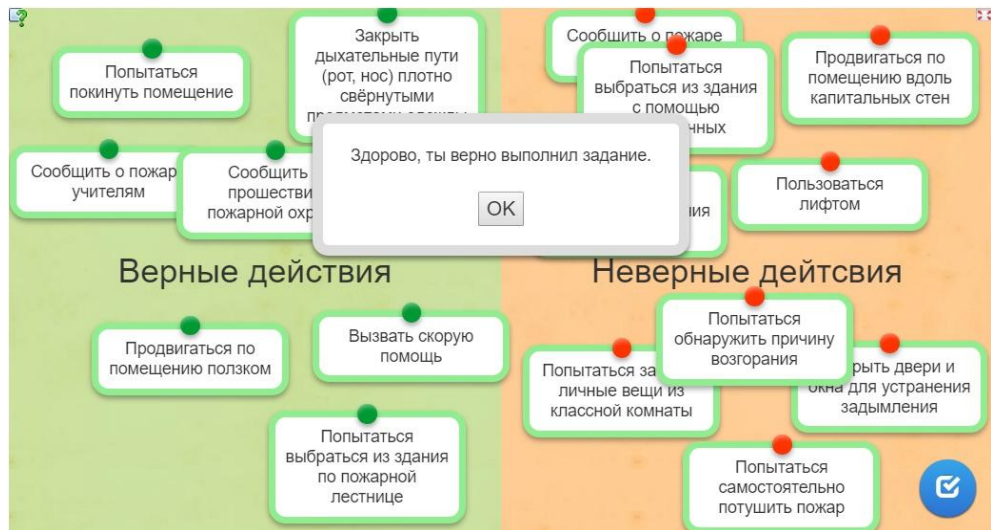 Попытаться
покинуть помещение
Закрыть
дыхательные пути
(рот, нос) плотно
свёрнутыми
Сообщить о пожаре
Попытаться
выбраться из здания
с помощью
Продвигаться по
помещению вдоль
капитальных стен
Сообщить о пожар
учителям
Сообщить
прошестви
пожарной охр
Здорово, ты верно выполнил задание.
OK
Пользоваться
лифтом
Верные действия
Неверные дейтсвия
Продвигаться по
помещению ползком
Вызвать скорую
помощь
Попытаться
обнаружить причину
возгорания
Попытаться за
личные вещи из
классной комнаты
рыть двери и
окна для устранения
задымления
Попытаться
выбраться из здания
по пожарной
лестнице
Попытаться
самостоятельно
потушить пожар